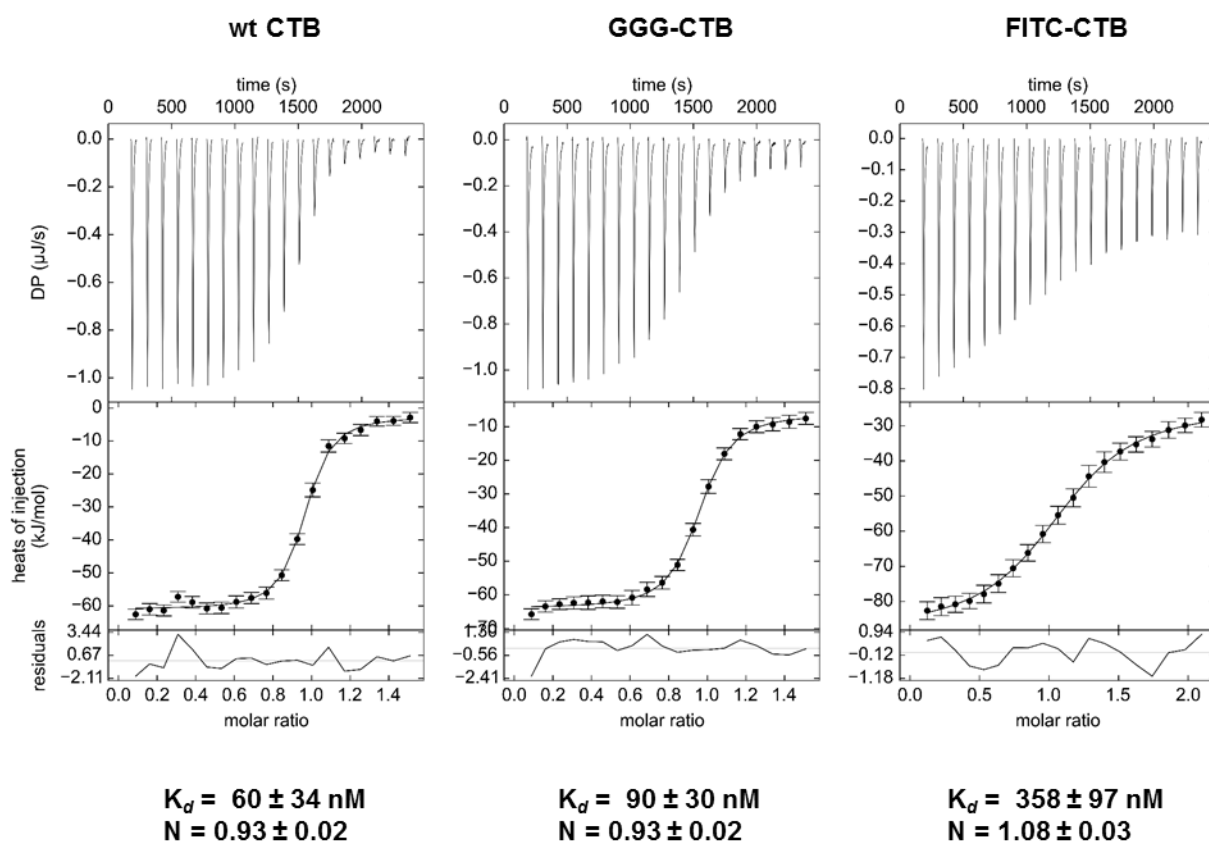 wt CTB
GGG-CTB
FITC-CTB
time (s)
time (s)
time (s)
0 500 1000 1500 2000
0 500 1000 1500 2000
0 500 1000 1500 2000
DP (µJ/s)
0.0
−0.2
−0.4
−0.6
−0.8
−1.0
0.0
−0.2
−0.4
−0.6
−0.8
−1.0
0.0
−0.1
−0.2
−0.3
−0.4
−0.5
−0.6
−0.7
−0.8
heats of injection
(kJ/mol)
0
−10
−20
−30
−40
−50
−60
−10
−20
−30
−40
−50
−60
−70
−30
−40
−50
−60
−70
−80
residuals
3.44
0.67
−2.11
−0.56
−2.41
0.94
−0.12
−1.18
0.0 0.2 0.4 0.6 0.8 1.0 1.2 1.4
0.0 0.2 0.4 0.6 0.8 1.0 1.2 1.4
0.0 0.5 1.0 1.5 2.0
molar ratio
molar ratio
molar ratio
K_d = 60 ± 34 nM
N = 0.93 ± 0.02
K_d = 90 ± 30 nM
N = 0.93 ± 0.02
K_d = 358 ± 97 nM
N = 1.08 ± 0.03